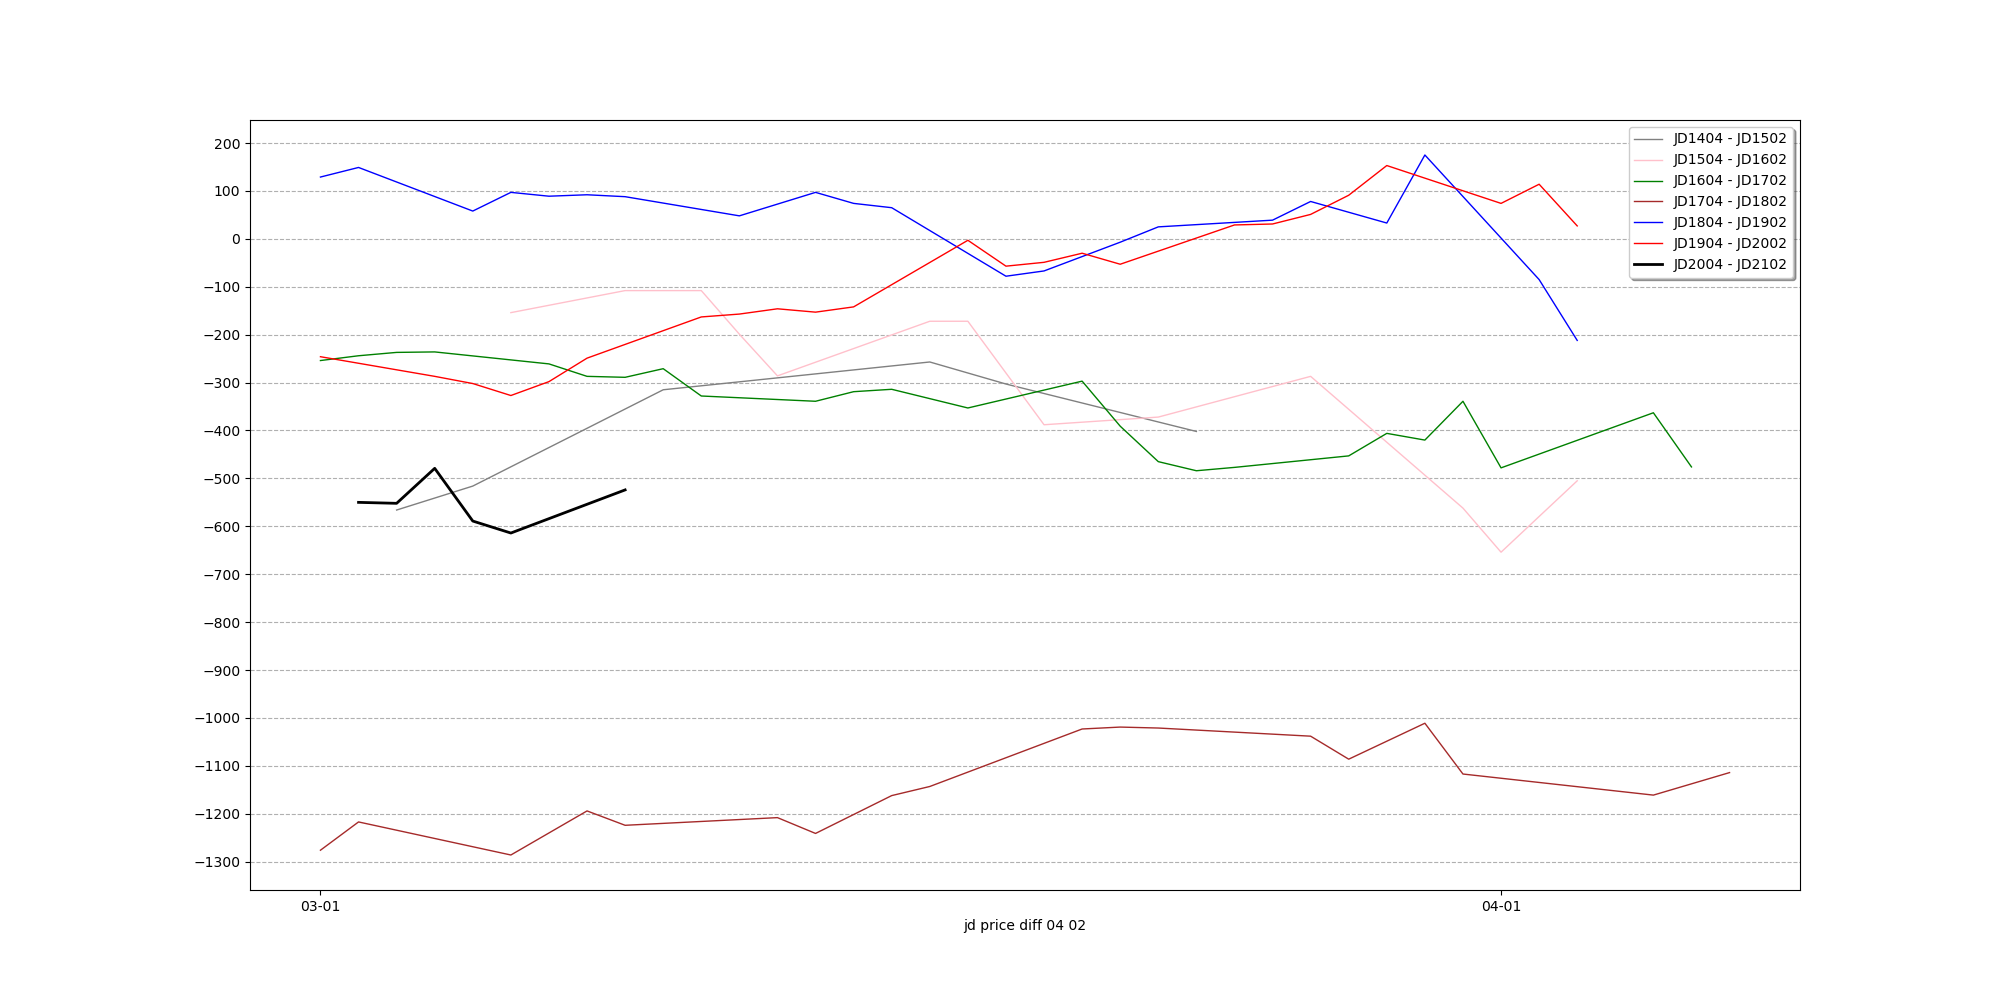 200
100
0
−100
−200
−300
−400
−500
−600
−700
−800
−900
−1000
−1100
−1200
−1300
JD1404 - JD1502
JD1504 - JD1602
JD1604 - JD1702
JD1704 - JD1802
JD1804 - JD1902
JD1904 - JD2002
JD2004 - JD2102
03-01 04-01
jd price diff 04 02